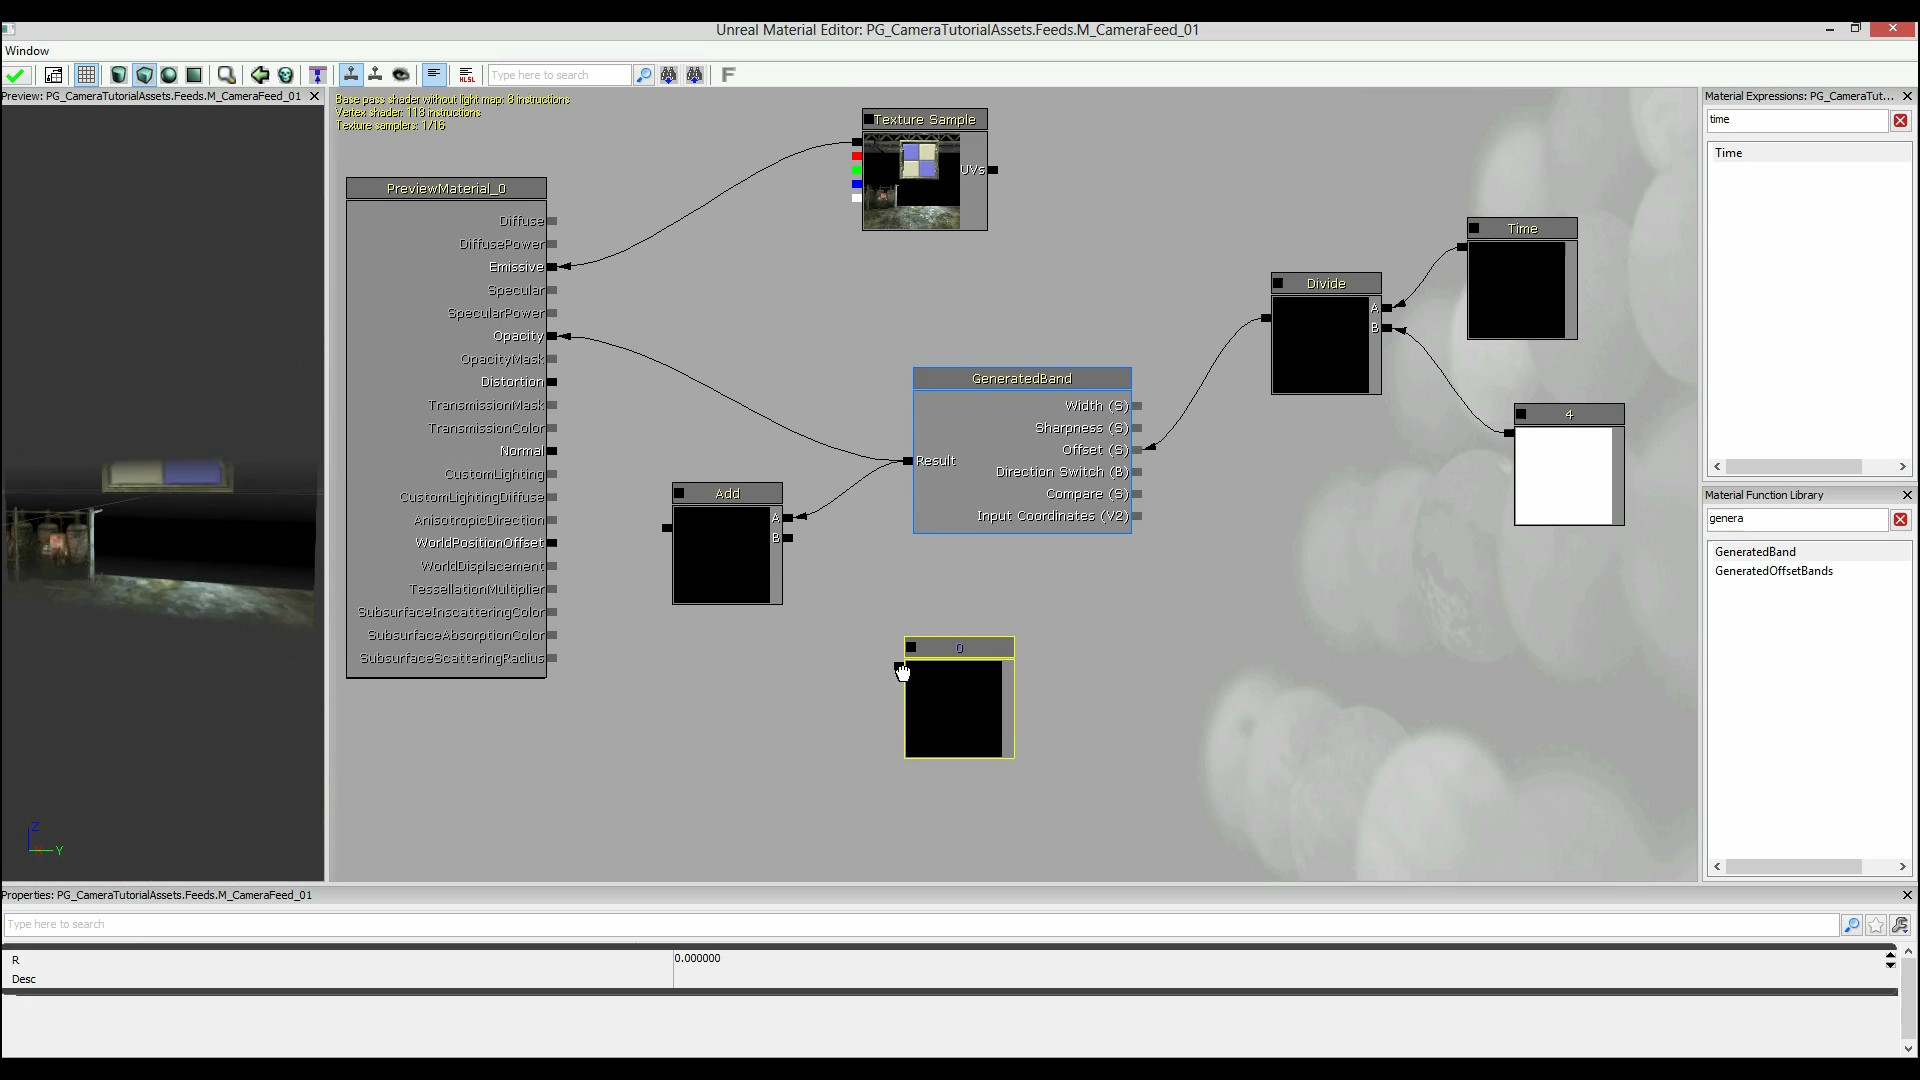 Unreal Material Editor: PG_CameraTutorialAssets.Feeds.M_CameraFeed_01
Window
HLSL
Type here to search
F
Preview: PG_CameraTutorialAssets.Feeds.M_CameraFeed_01
Base pass shader without light map: 8 instructions
Vertex shader: 118 instructions
Texture samplers: 1/16
PreviewMaterial_0
Diffuse
DiffusePower
Emissive
Specular
SpecularPower
Opacity
OpacityMask
Distortion
TransmissionMask
TransmissionColor
Normal
CustomLighting
CustomLightingDiffuse
AnisotropicDirection
WorldPositionOffset
WorldDisplacement
TessellationMultiplier
SubsurfaceInscatteringColor
SubsurfaceAbsorptionColor
SubsurfaceScatteringRadius
Texture Sample
UVs
GeneratedBand
Width (S)
Sharpness (S)
Offset (S)
Result
Direction Switch (B)
Compare (S)
Input Coordinates (V2)
Add
A
B
0
Divide
A
B
Time
4
Material Expressions: PG_CameraTut...
time
Time
Material Function Library
genera
GeneratedBand
GeneratedOffsetBands
Z
X
Y
Properties: PG_CameraTutorialAssets.Feeds.M_CameraFeed_01
Type here to search
R
0.000000
Desc